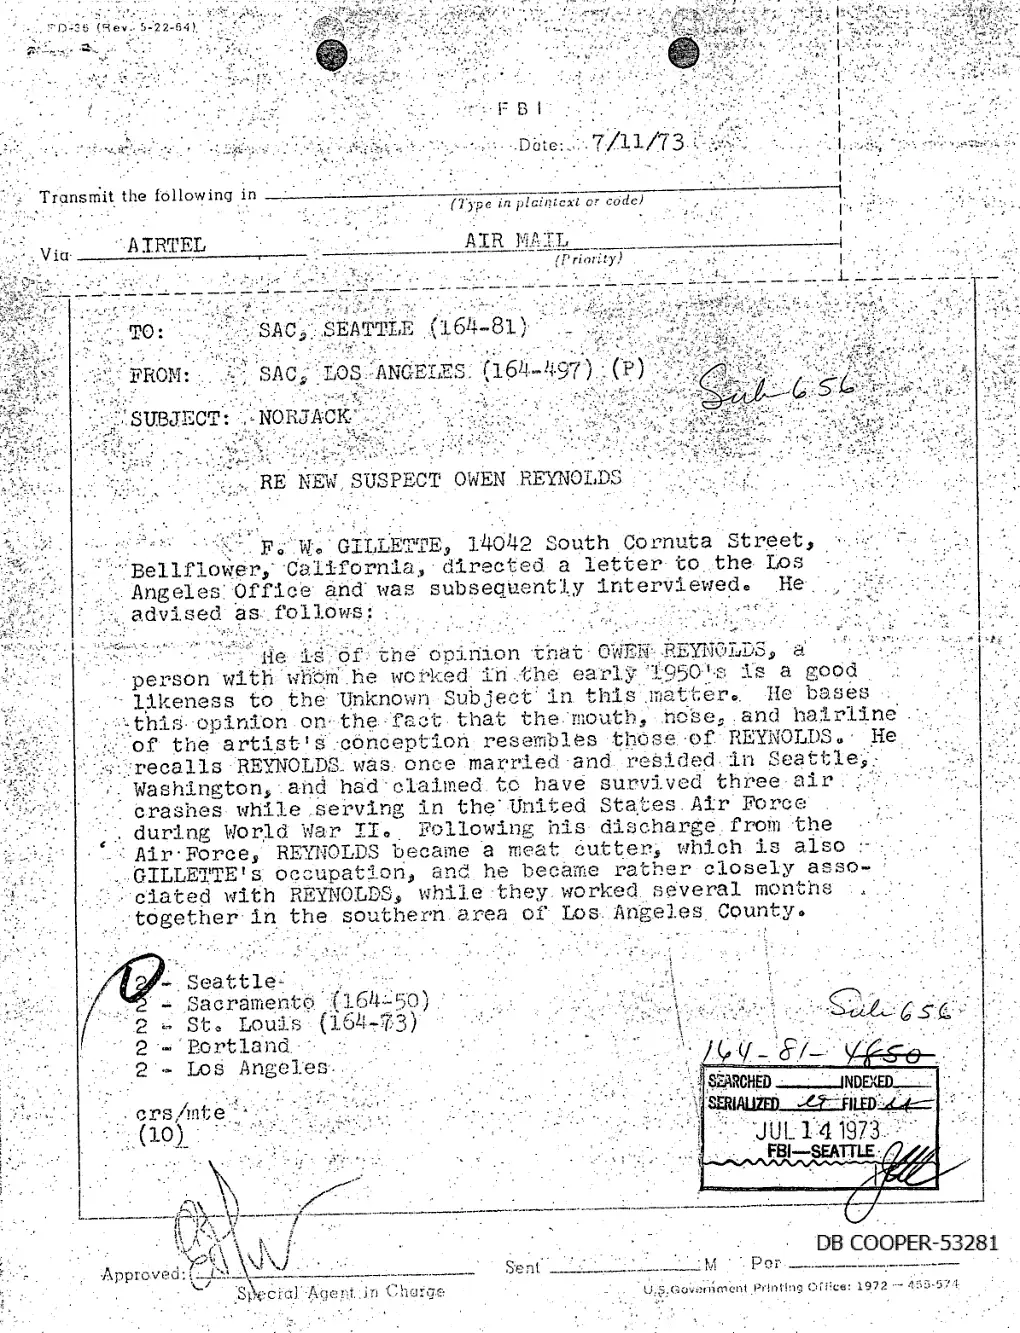 FD-36 (Rev. 5-22-64)
F B I
Date: 7/11/73
Transmit the following in
(Type in plaintext or code)
Via AIRTEL AIR MAIL
(Priority)
TO: SAC, SEATTLE (164-81)
FROM: SAC, LOS ANGELES (164-497) (P)
Sub 656
SUBJECT: NORJACK
RE NEW SUSPECT OWEN REYNOLDS
F. W. GILLETTE, 14042 South Cornuta Street,
Bellflower, California, directed a letter to the Los
Angeles Office and was subsequently interviewed. He
advised as follows:
He is of the opinion that OWEN REYNOLDS, a
person with whom he worked in the early 1950's is a good
likeness to the Unknown Subject in this matter. He bases
this opinion on the fact that the mouth, nose, and hairline
of the artist's conception resembles those of REYNOLDS. He
recalls REYNOLDS was once married and resided in Seattle,
Washington, and had claimed to have survived three air
crashes while serving in the United States Air Force
during World War II. Following his discharge from the
Air Force, REYNOLDS became a meat cutter, which is also
GILLETTE's occupation, and he became rather closely asso-
ciated with REYNOLDS, while they worked several months
together in the southern area of Los Angeles County.
2 - Seattle
2 - Sacramento (164-50)
2 - St. Louis (164-73)
2 - Portland
2 - Los Angeles
crs/mte
(10)
Sub 656
164-81-4850
SEARCHED INDEXED
SERIALIZED FILED
JUL 14 1973
FBI—SEATTLE
DB COOPER-53281
Approved: Sent M Per
Special Agent in Charge
U.S. Government Printing Office: 1972 — 455-574